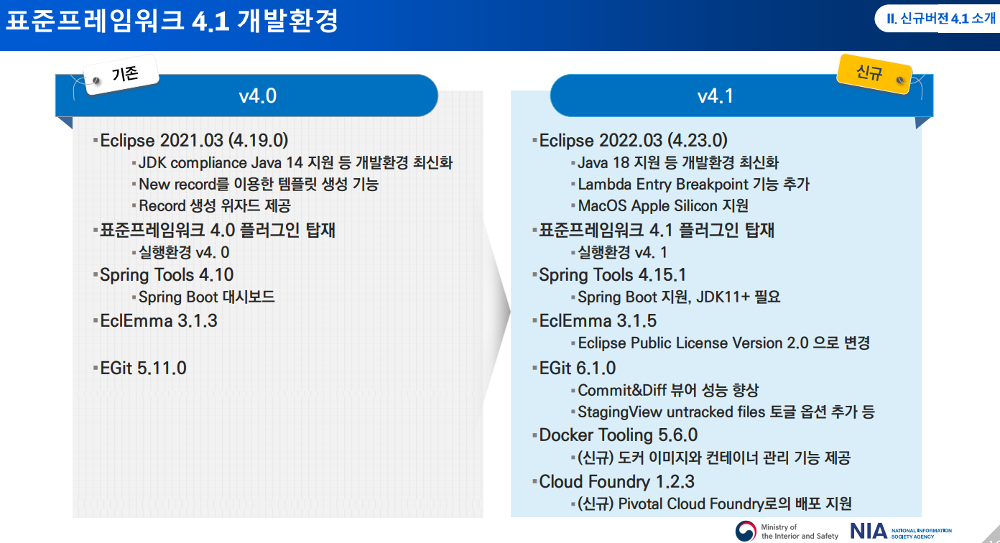 표준프레임워크 4.1 개발환경
II. 신규버전 4.1 소개
기존
v4.0
▪Eclipse 2021.03 (4.19.0)
▪JDK compliance Java 14 지원 등 개발환경 최신화
▪New record를 이용한 템플릿 생성 기능
▪Record 생성 위자드 제공
▪표준프레임워크 4.0 플러그인 탑재
▪실행환경 v4. 0
▪Spring Tools 4.10
▪Spring Boot 대시보드
▪EclEmma 3.1.3
▪EGit 5.11.0
신규
v4.1
▪Eclipse 2022.03 (4.23.0)
▪Java 18 지원 등 개발환경 최신화
▪Lambda Entry Breakpoint 기능 추가
▪MacOS Apple Silicon 지원
▪표준프레임워크 4.1 플러그인 탑재
▪실행환경 v4. 1
▪Spring Tools 4.15.1
▪Spring Boot 지원, JDK11+ 필요
▪EclEmma 3.1.5
▪Eclipse Public License Version 2.0 으로 변경
▪EGit 6.1.0
▪Commit&Diff 뷰어 성능 향상
▪StagingView untracked files 토글 옵션 추가 등
▪Docker Tooling 5.6.0
▪(신규) 도커 이미지와 컨테이너 관리 기능 제공
▪Cloud Foundry 1.2.3
▪(신규) Pivotal Cloud Foundry로의 배포 지원
Ministry of
the Interior and Safety
NIA
NATIONAL INFORMATION
SOCIETY AGENCY